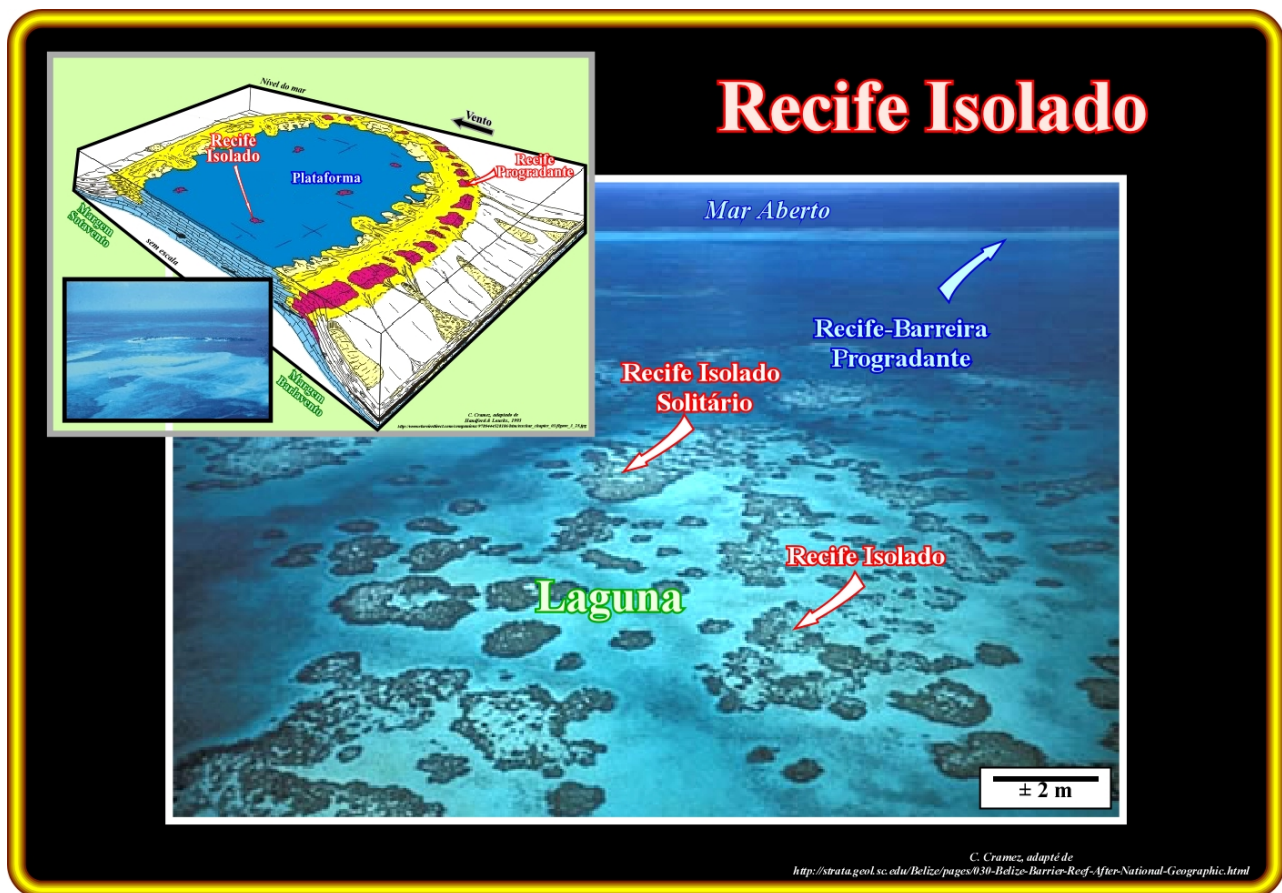 Recife Isolado
Nível do mar
Vento
Recife
Isolado
Recife
Progradante
Plataforma
Margem
Sotavento
sem escala
Margem
Barlavento
C. Cramez, adaptado de
Handford & Loucks, 1993
Mar Aberto
Recife-Barreira
Progradante
Recife Isolado
Solitário
Recife Isolado
Laguna
± 2 m
C. Cramez, adapté de
http://strata.geol.sc.edu/Belize/pages/030-Belize-Barrier-Reef-After-National-Geographic.html